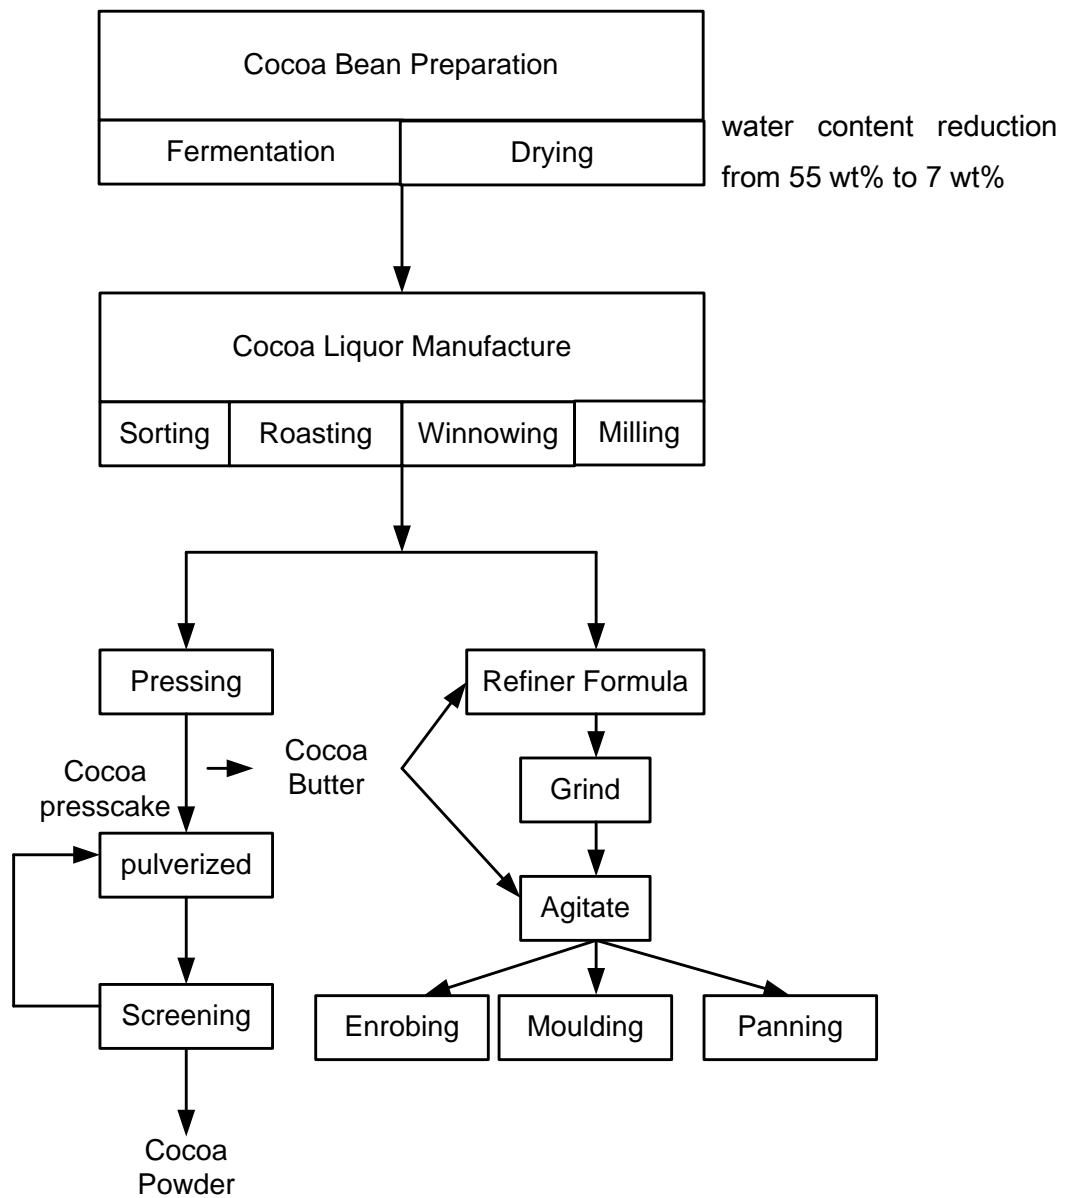 Cocoa Bean Preparation
Fermentation
Drying
water content reduction
from 55 wt% to 7 wt%
Cocoa Liquor Manufacture
Sorting
Roasting
Winnowing
Milling
Pressing
Refiner Formula
Cocoa
Butter
Cocoa
presscake
Grind
pulverized
Agitate
Screening
Enrobing
Moulding
Panning
Cocoa
Powder